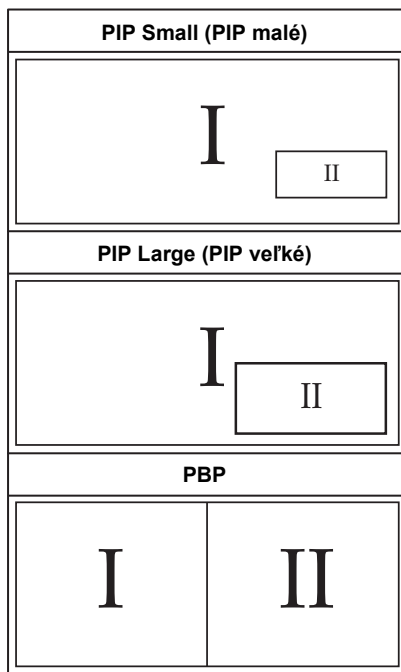 PIP Small (PIP malé)
I
II
PIP Large (PIP veľké)
I
II
PBP
I II